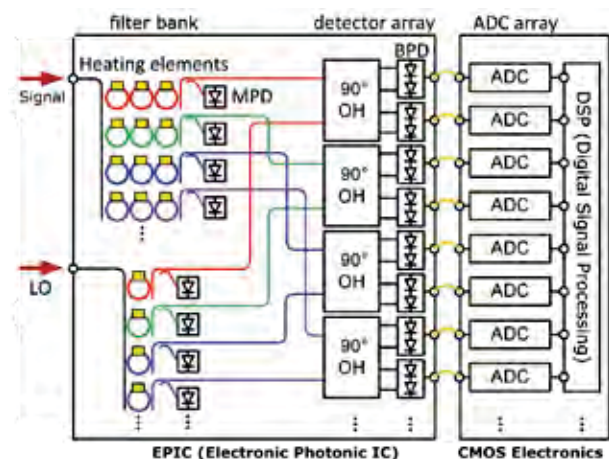 filter bank
detector array
ADC array
Heating elements
BPD
Signal
MPD
90°
OH
90°
OH
90°
OH
90°
OH
LO
ADC
ADC
ADC
ADC
ADC
ADC
ADC
ADC
DSP (Digital Signal Processing)
EPIC (Electronic Photonic IC)
CMOS Electronics